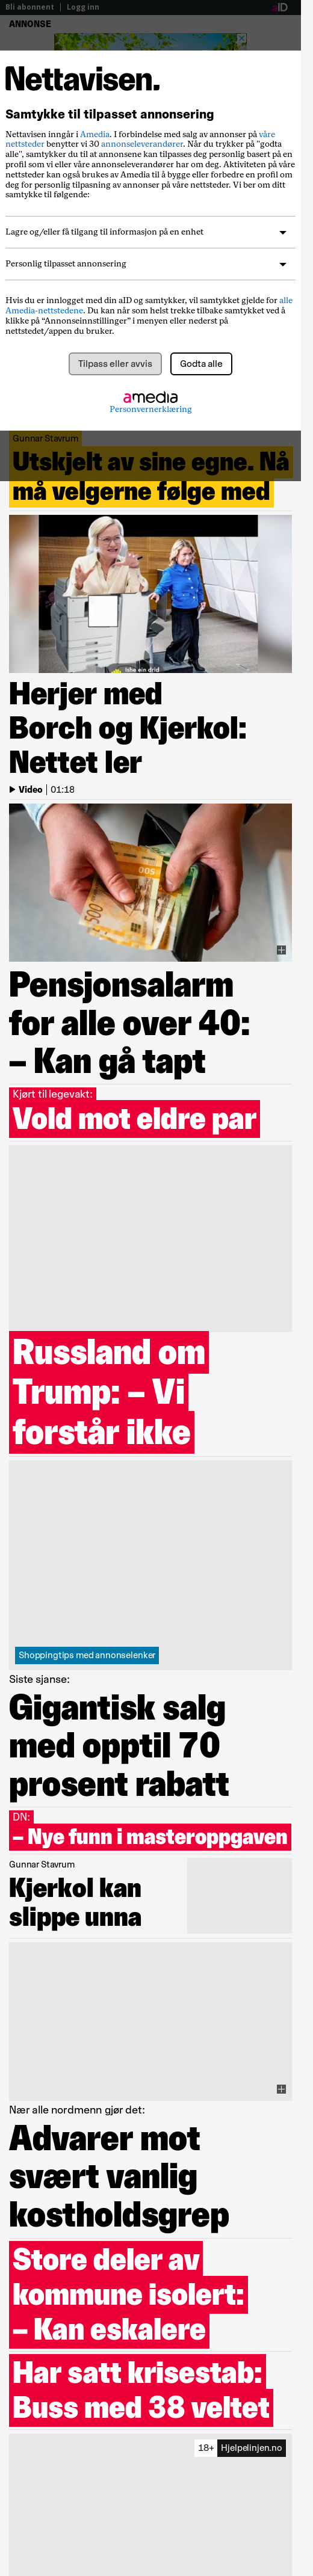 Bli abonnent | Logg inn
aID
ANNONSE
Nettavisen.
Samtykke til tilpasset annonsering
Nettavisen inngår i Amedia. I forbindelse med salg av annonser på våre
nettsteder benytter vi 30 annonseleverandører. Når du trykker på "godta
alle", samtykker du til at annonsene kan tilpasses deg personlig basert på en
profil som vi eller våre annonseleverandører har om deg. Aktiviteten på våre
nettsteder kan også brukes av Amedia til å bygge eller forbedre en profil om
deg for personlig tilpasning av annonser på våre nettsteder. Vi ber om ditt
samtykke til følgende:
Lagre og/eller få tilgang til informasjon på en enhet
Personlig tilpasset annonsering
Hvis du er innlogget med din aID og samtykker, vil samtykket gjelde for alle
Amedia-nettstedene. Du kan når som helst trekke tilbake samtykket ved å
klikke på “Annonseinnstillinger” i menyen eller nederst på
nettstedet/appen du bruker.
Tilpass eller avvis
Godta alle
amedia
Personvernerklæring
Gunnar Stavrum
Utskjelt av sine egne. Nå
må velgerne følge med
Ishe ein drid
Herjer med
Borch og Kjerkol:
Nettet ler
Video | 01:18
500
Pensjonsalarm
for alle over 40:
– Kan gå tapt
Kjørt til legevakt:
Vold mot eldre par
Russland om
Trump: – Vi
forstår ikke
Shoppingtips med annonselenker
Siste sjanse:
Gigantisk salg
med opptil 70
prosent rabatt
DN:
– Nye funn i masteroppgaven
Gunnar Stavrum
Kjerkol kan
slippe unna
Nær alle nordmenn gjør det:
Advarer mot
svært vanlig
kostholdsgrep
Store deler av
kommune isolert:
– Kan eskalere
Har satt krisestab:
Buss med 38 veltet
18+ Hjelpelinjen.no